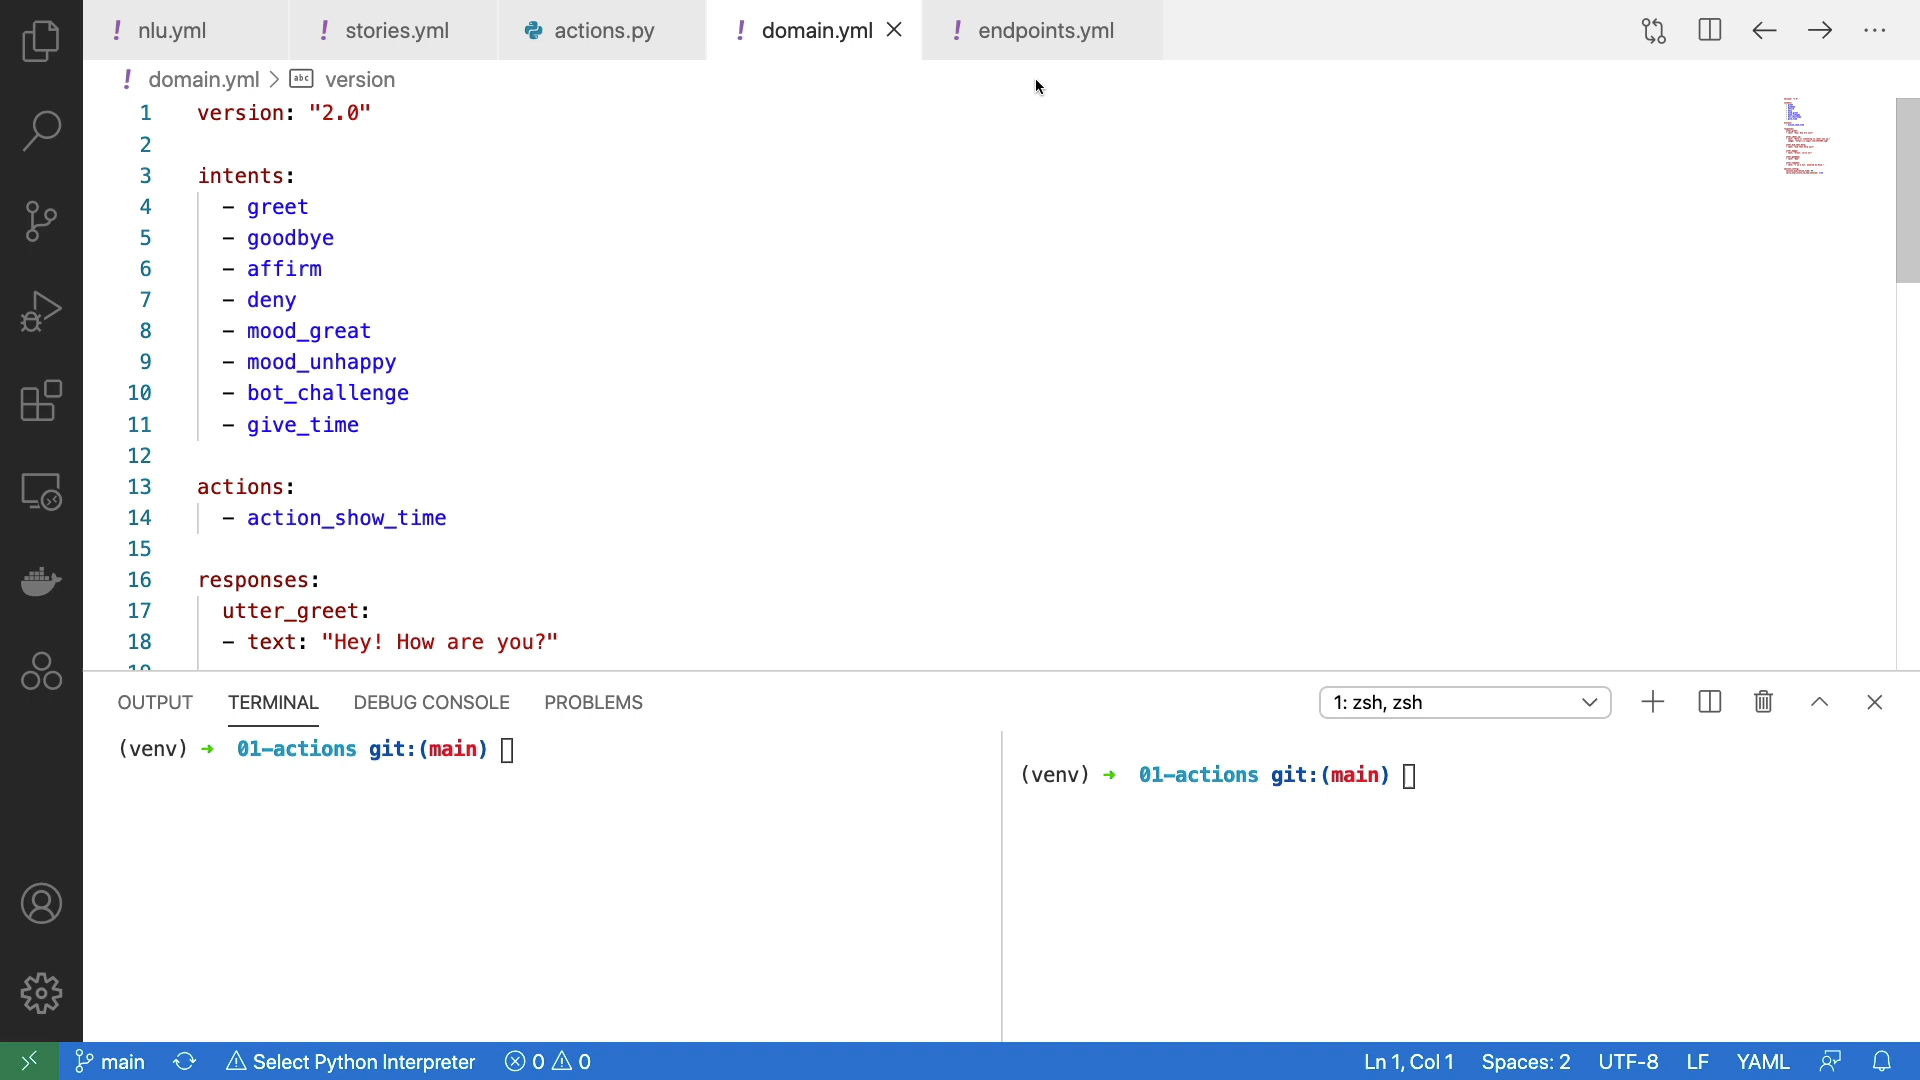 nlu.yml stories.yml actions.py domain.yml endpoints.yml
domain.yml > abc version
1 version: "2.0"
2
3 intents:
4 - greet
5 - goodbye
6 - affirm
7 - deny
8 - mood_great
9 - mood_unhappy
10 - bot_challenge
11 - give_time
12
13 actions:
14 - action_show_time
15
16 responses:
17 utter_greet:
18 - text: "Hey! How are you?"
OUTPUT TERMINAL DEBUG CONSOLE PROBLEMS 1: zsh, zsh
(venv) ➜ 01-actions git:(main)
(venv) ➜ 01-actions git:(main)
main Select Python Interpreter 0 0 Ln 1, Col 1 Spaces: 2 UTF-8 LF YAML